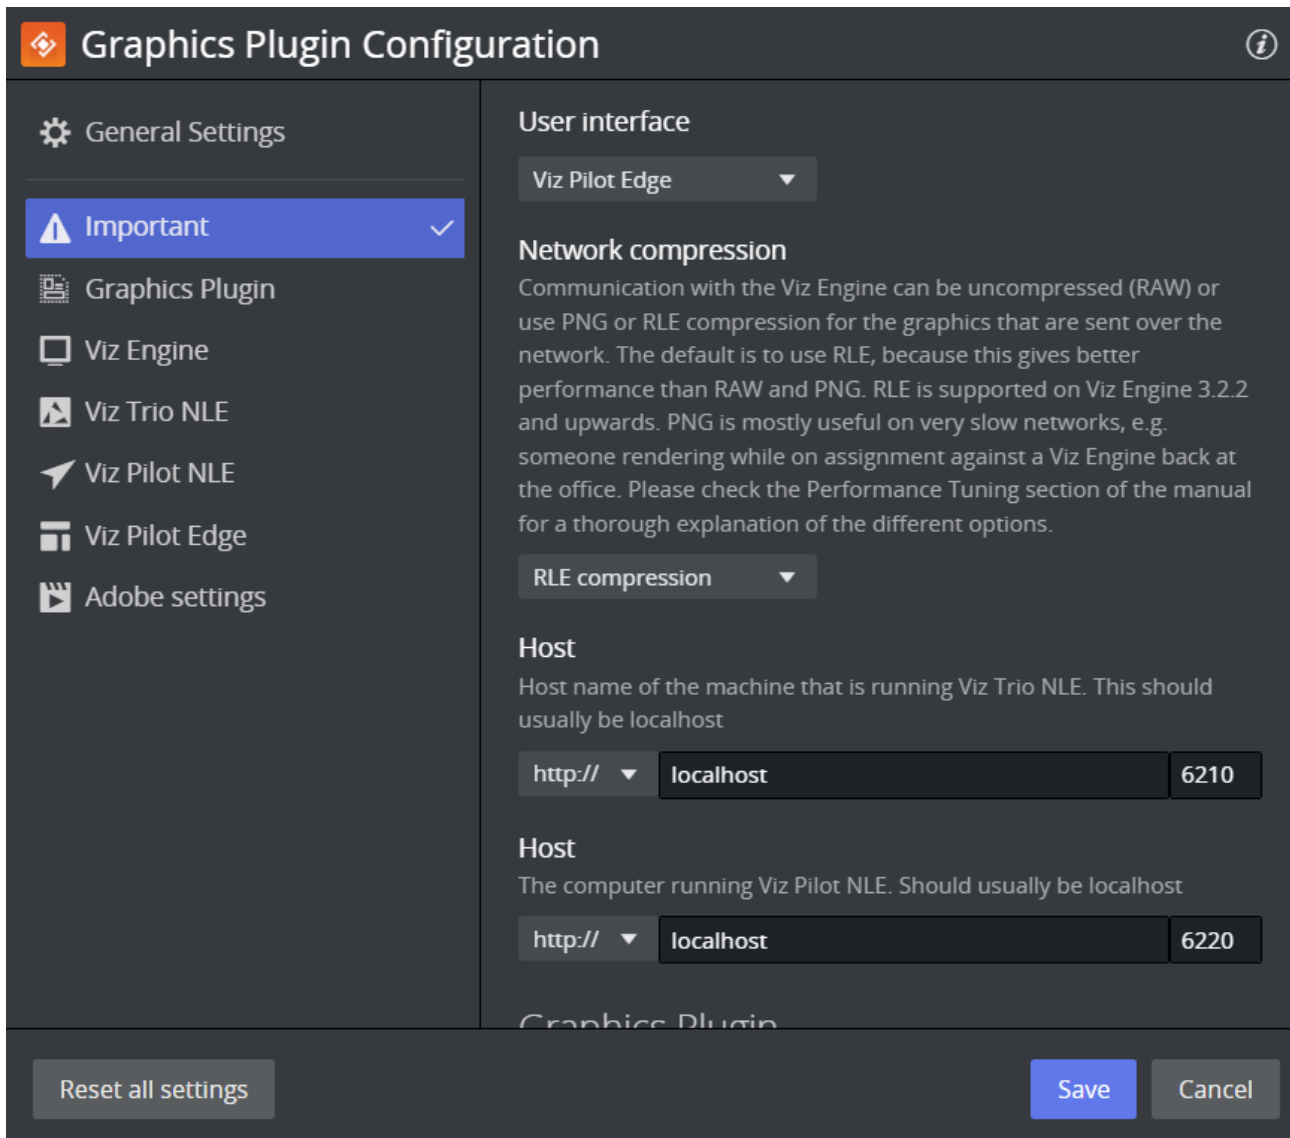 Graphics Plugin Configuration
General Settings
Important
Graphics Plugin
Viz Engine
Viz Trio NLE
Viz Pilot NLE
Viz Pilot Edge
Adobe settings
User interface
Viz Pilot Edge
Network compression
Communication with the Viz Engine can be uncompressed (RAW) or
use PNG or RLE compression for the graphics that are sent over the
network. The default is to use RLE, because this gives better
performance than RAW and PNG. RLE is supported on Viz Engine 3.2.2
and upwards. PNG is mostly useful on very slow networks, e.g.
someone rendering while on assignment against a Viz Engine back at
the office. Please check the Performance Tuning section of the manual
for a thorough explanation of the different options.
RLE compression
Host
Host name of the machine that is running Viz Trio NLE. This should
usually be localhost
http:// localhost 6210
Host
The computer running Viz Pilot NLE. Should usually be localhost
http:// localhost 6220
Graphics Plugin
Reset all settings
Save Cancel